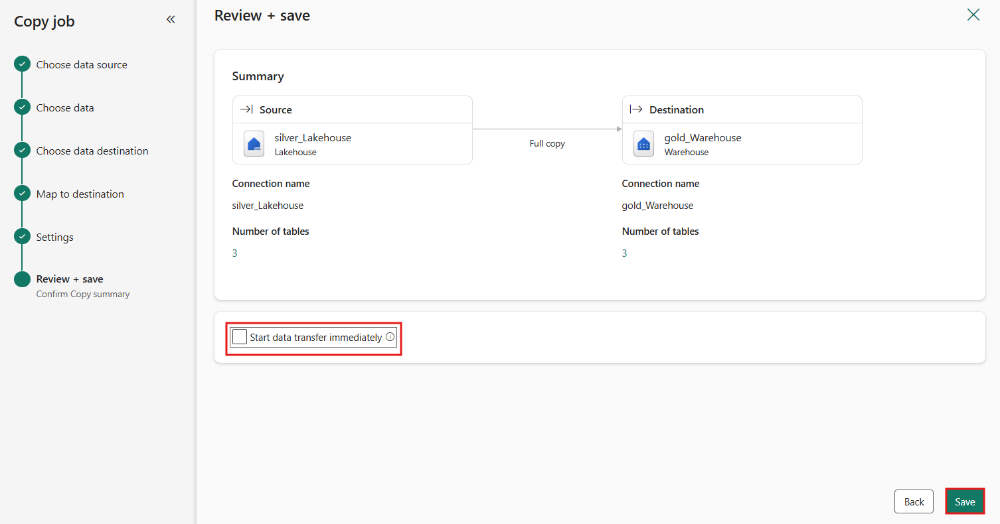 Copy job
Choose data source
Choose data
Choose data destination
Map to destination
Settings
Review + save
Confirm Copy summary
Review + save
Summary
Source
silver_Lakehouse
Lakehouse
Full copy
Destination
gold_Warehouse
Warehouse
Connection name
silver_Lakehouse
Number of tables
3
Connection name
gold_Warehouse
Number of tables
3
Start data transfer immediately
Back
Save